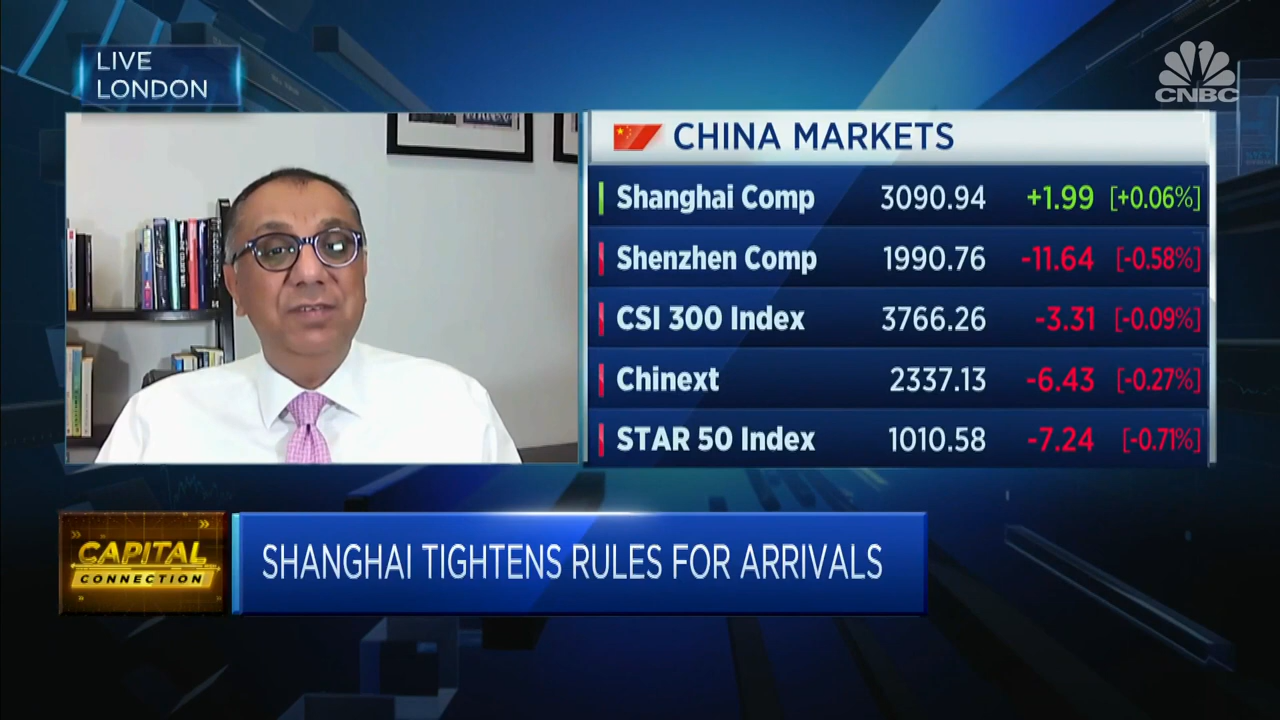 LIVE
LONDON
CNBC
CHINA MARKETS
Shanghai Comp 3090.94 +1.99 [+0.06%]
Shenzhen Comp 1990.76 -11.64 [-0.58%]
CSI 300 Index 3766.26 -3.31 [-0.09%]
Chinext 2337.13 -6.43 [-0.27%]
STAR 50 Index 1010.58 -7.24 [-0.71%]
CAPITAL
CONNECTION
SHANGHAI TIGHTENS RULES FOR ARRIVALS